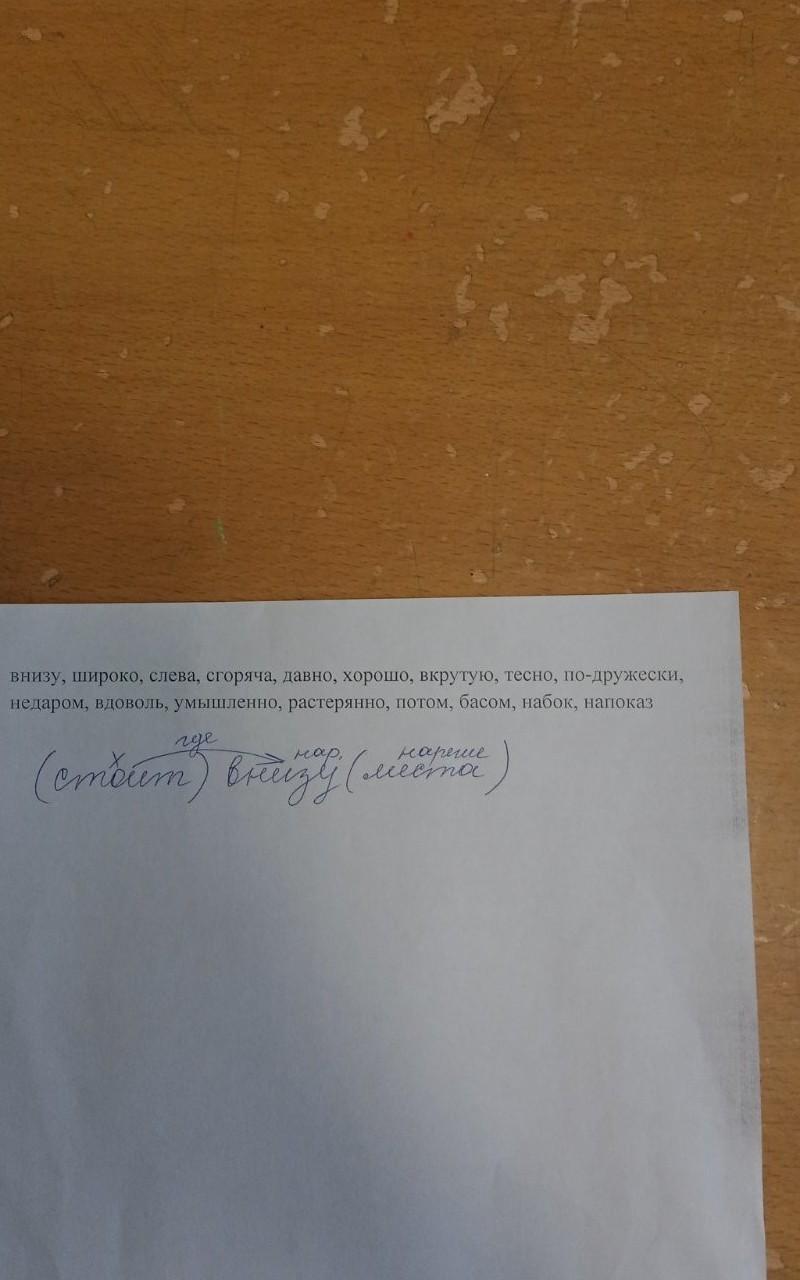 внизу, широко, слева, сгоряча, давно, хорошо, вкрутую, тесно, по-дружески,
недаром, вдоволь, умышленно, растерянно, потом, басом, набок, напоказ
х где нар. наречие
(стоит) внизу (места)